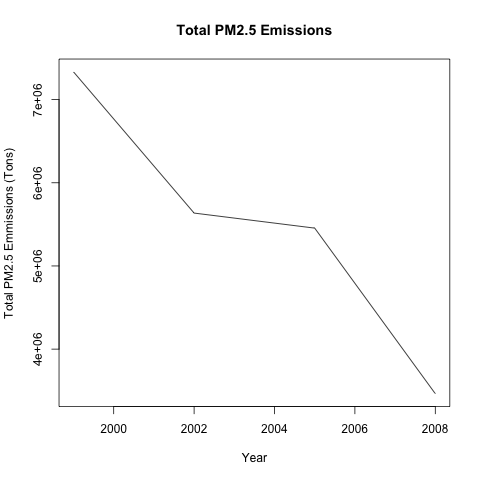 Total PM2.5 Emissions
Total PM2.5 Emmissions (Tons)
7e+06
6e+06
5e+06
4e+06
2000 2002 2004 2006 2008
Year